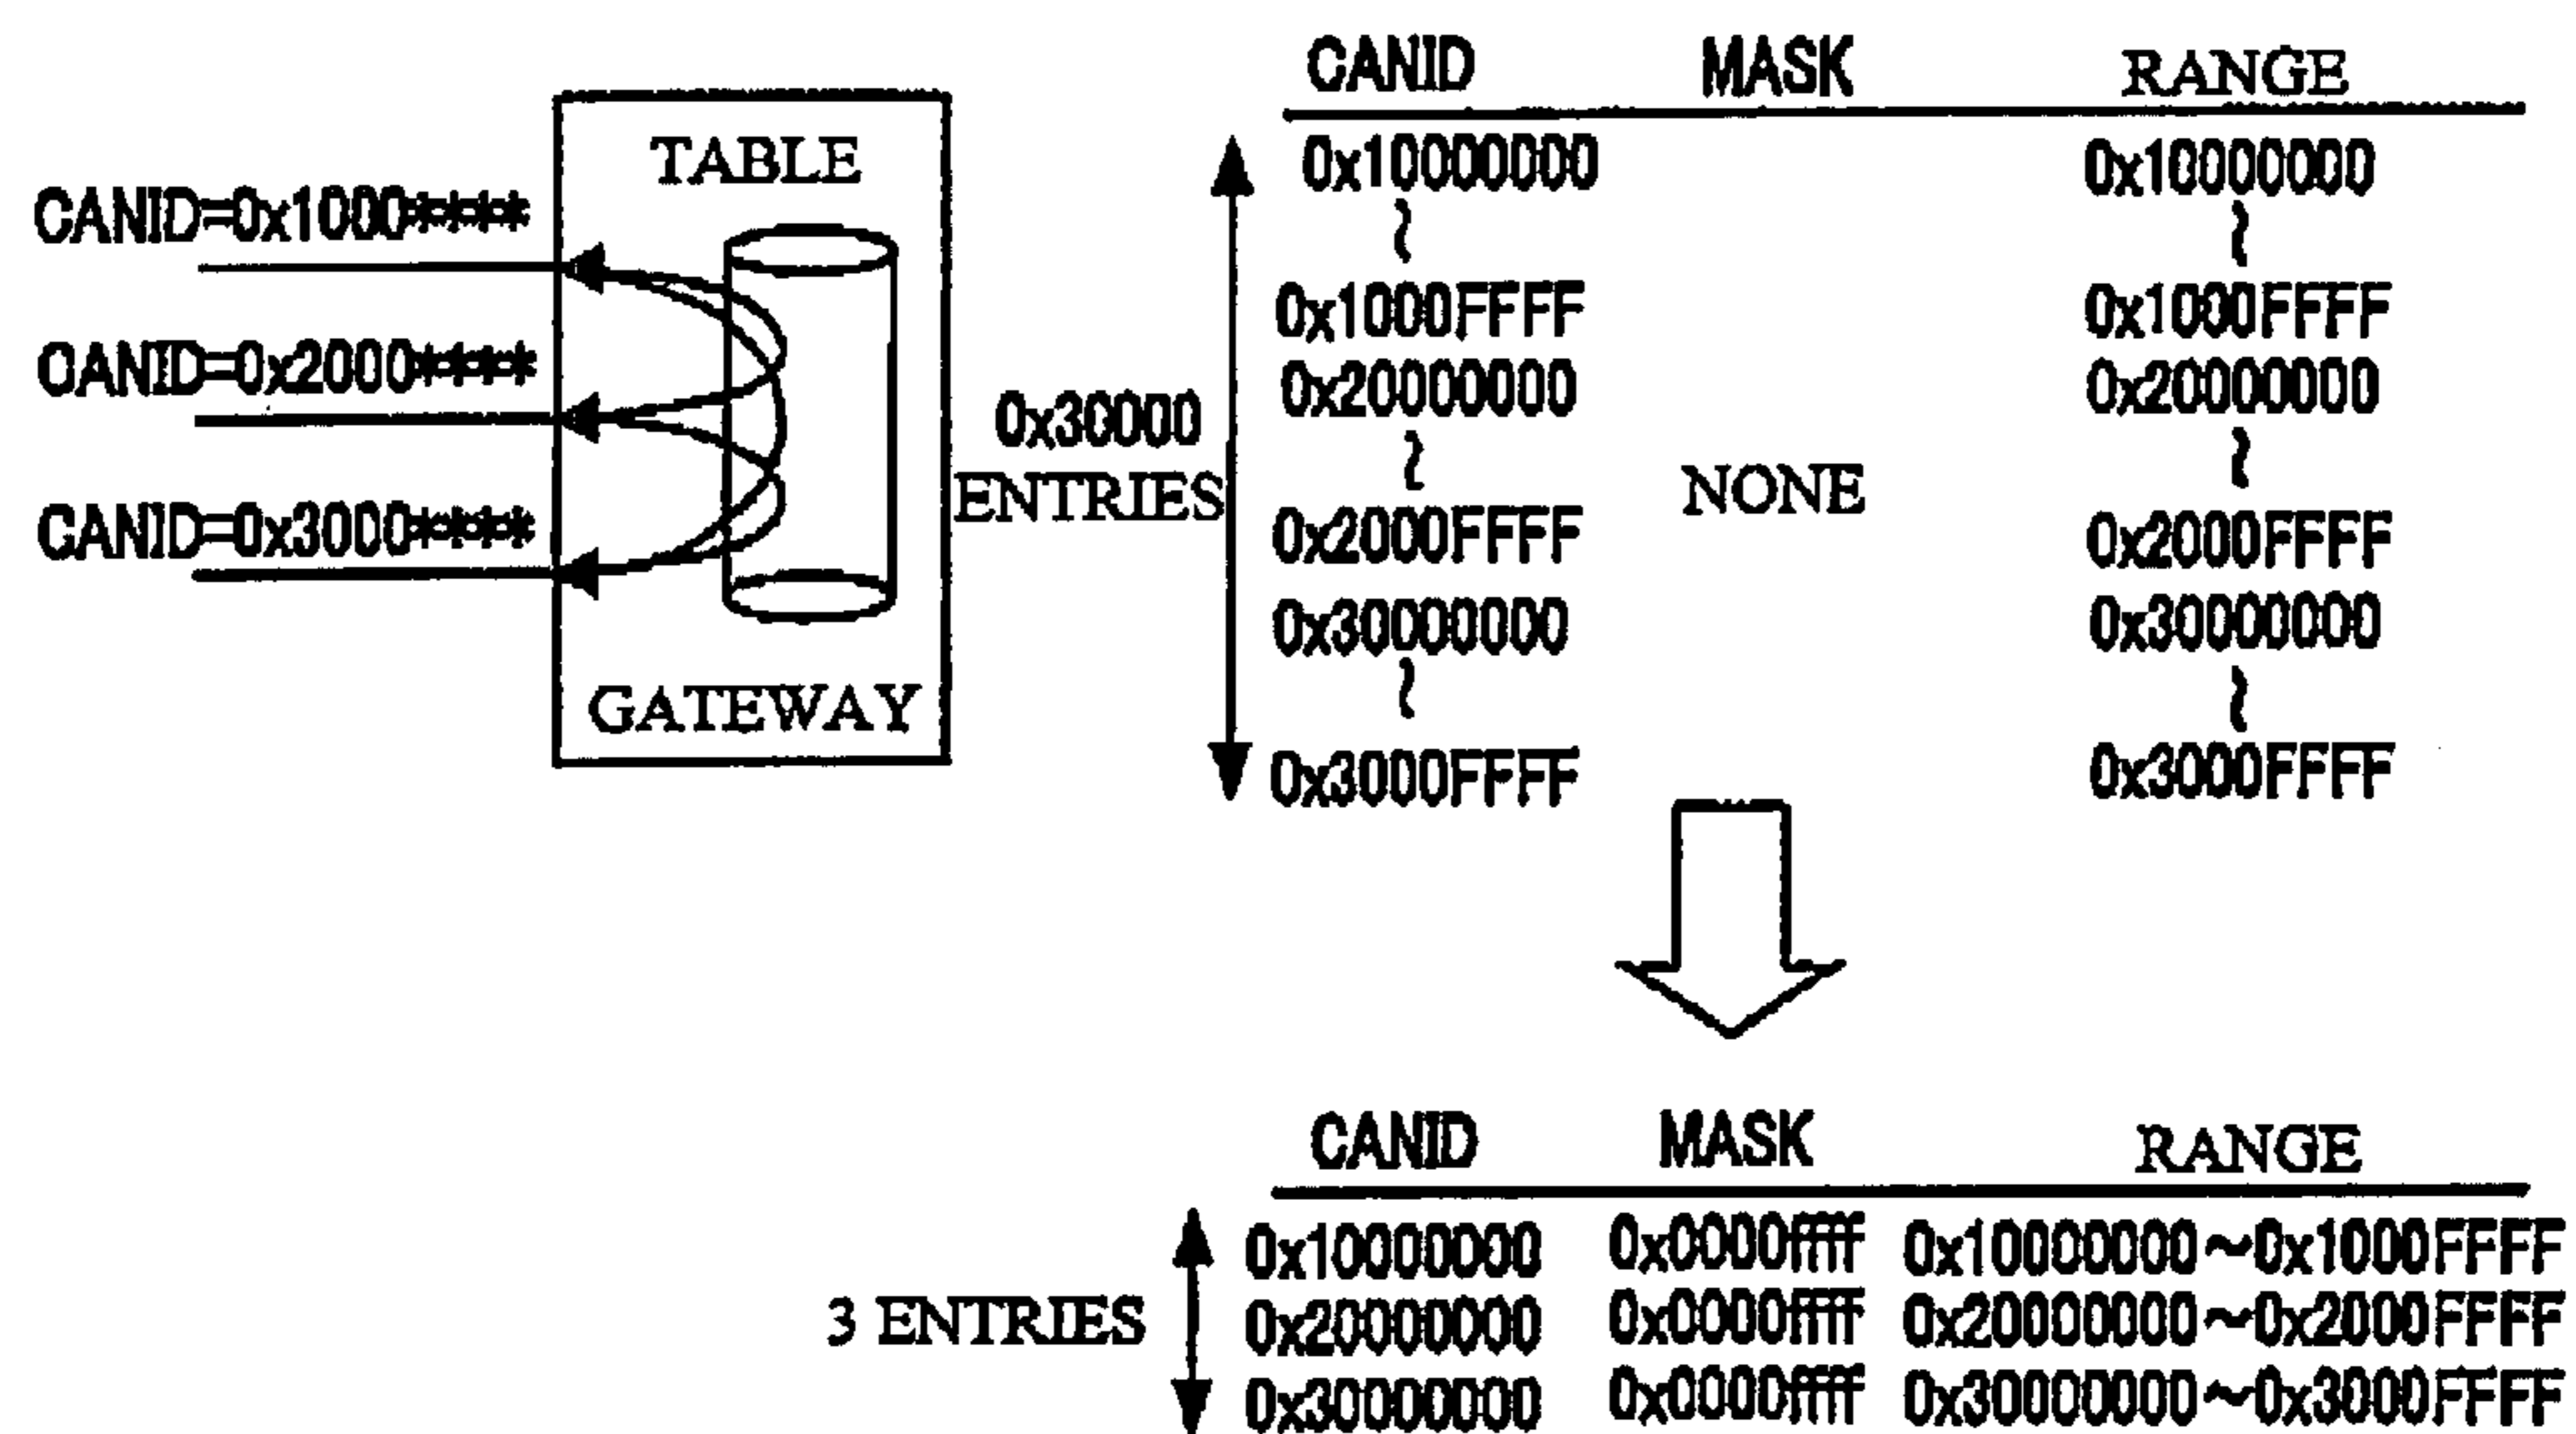 TABLE
CANID=0x1000****
CANID=0x2000****
CANID=0x3000****
GATEWAY
0x30000
ENTRIES
CANID MASK RANGE
0x10000000 0x10000000
~ ~
0x1000FFFF 0x1000FFFF
0x20000000 0x20000000
~ ~
NONE
0x2000FFFF 0x2000FFFF
0x30000000 0x30000000
~ ~
0x3000FFFF 0x3000FFFF
CANID MASK RANGE
3 ENTRIES
0x10000000 0x0000ffff 0x10000000~0x1000FFFF
0x20000000 0x0000ffff 0x20000000~0x2000FFFF
0x30000000 0x0000ffff 0x30000000~0x3000FFFF